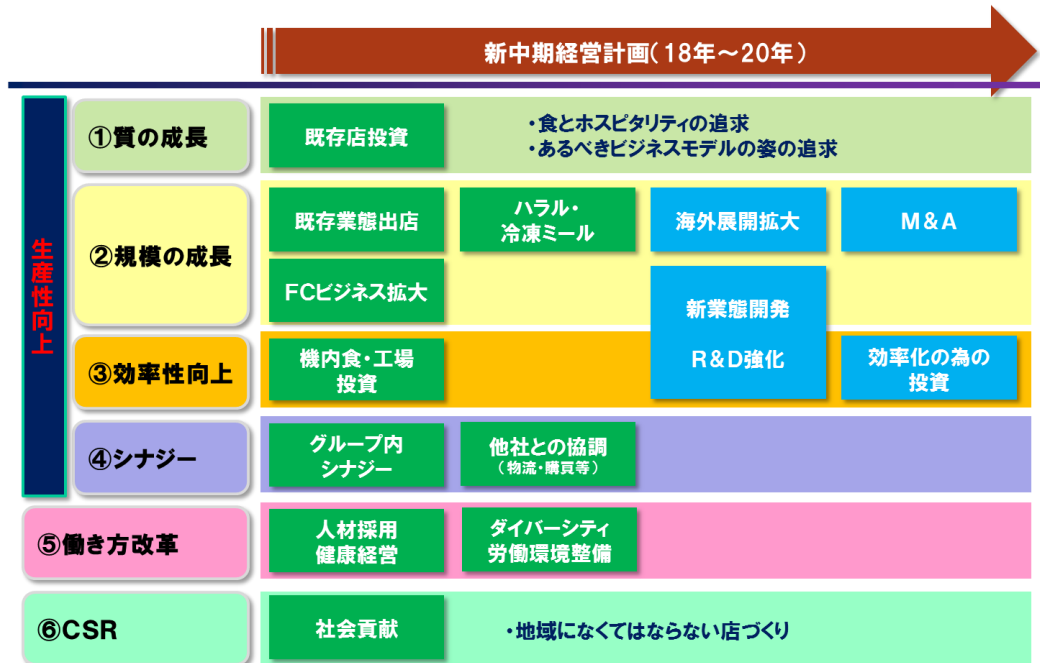 新中期経営計画(18年～20年)
生産性向上
①質の成長
既存店投資
・食とホスピタリティの追求
・あるべきビジネスモデルの姿の追求
②規模の成長
既存業態出店
ハラル・
冷凍ミール
海外展開拡大
M&A
FCビジネス拡大
新業態開発
R&D強化
③効率性向上
機内食・工場
投資
効率化の為の
投資
④シナジー
グループ内
シナジー
他社との協調
(物流・購買等)
⑤働き方改革
人材採用
健康経営
ダイバーシティ
労働環境整備
⑥CSR
社会貢献
・地域になくてはならない店づくり